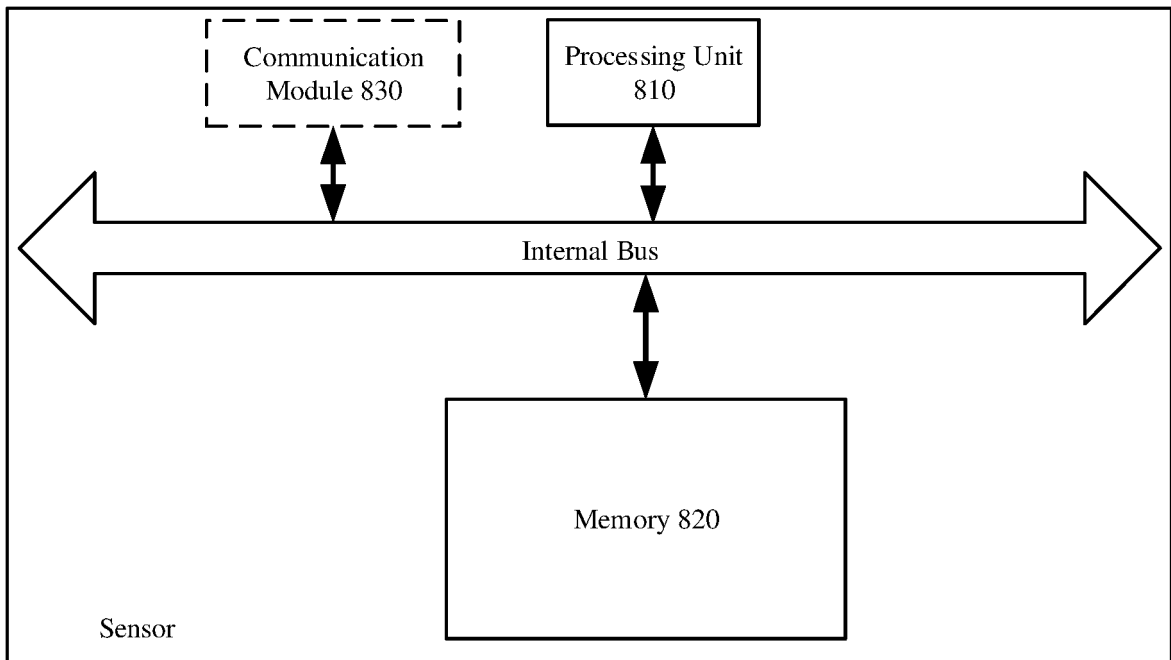 Communication
Module 830
Processing Unit
810
Internal Bus
Memory 820
Sensor